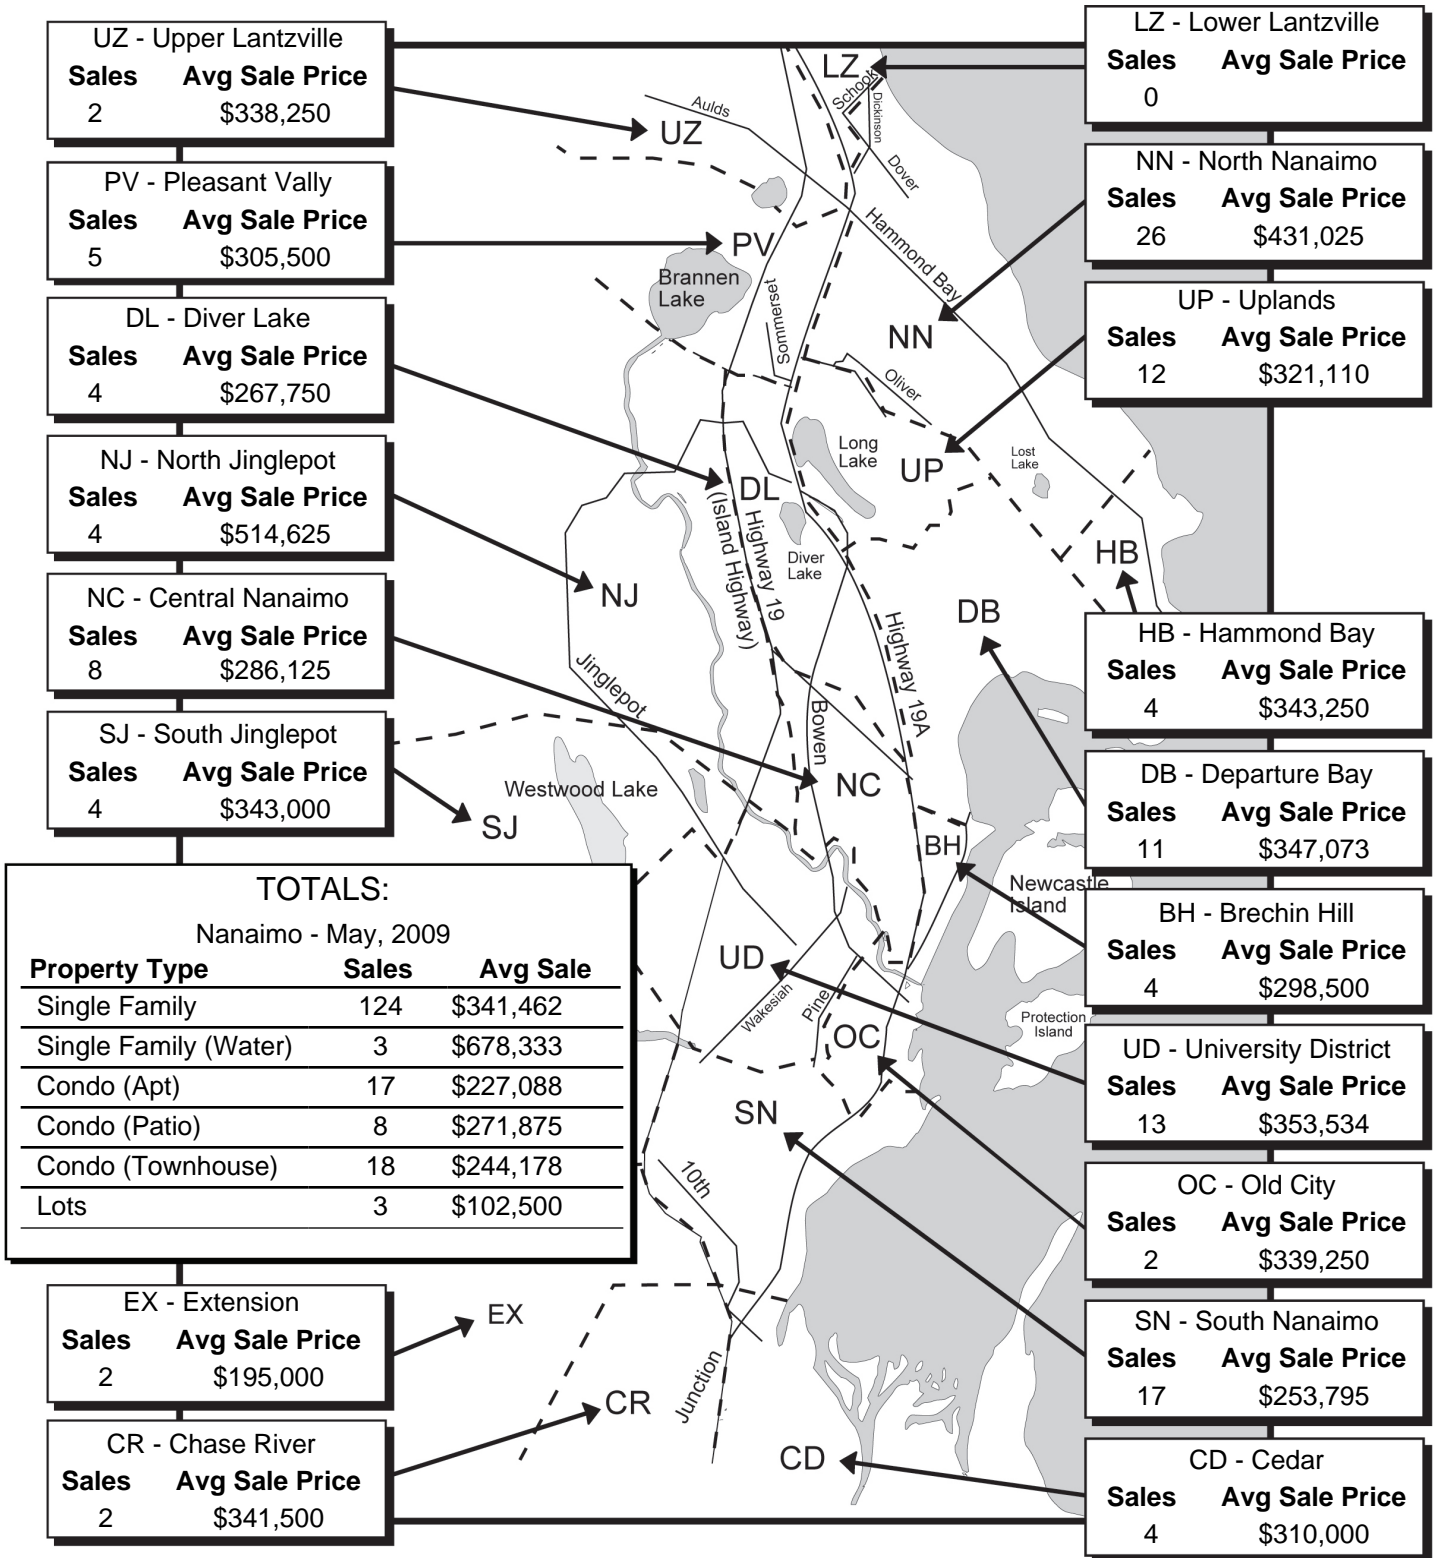 UZ - Upper Lantzville
Sales Avg Sale Price
2 $338,250
PV - Pleasant Vally
Sales Avg Sale Price
5 $305,500
DL - Diver Lake
Sales Avg Sale Price
4 $267,750
NJ - North Jinglepot
Sales Avg Sale Price
4 $514,625
NC - Central Nanaimo
Sales Avg Sale Price
8 $286,125
SJ - South Jinglepot
Sales Avg Sale Price
4 $343,000
TOTALS:
Nanaimo - May, 2009
Property Type Sales Avg Sale
Single Family 124 $341,462
Single Family (Water) 3 $678,333
Condo (Apt) 17 $227,088
Condo (Patio) 8 $271,875
Condo (Townhouse) 18 $244,178
Lots 3 $102,500
EX - Extension
Sales Avg Sale Price
2 $195,000
CR - Chase River
Sales Avg Sale Price
2 $341,500
LZ
Schook
Dickinson
Aulds
UZ
Dover
PV
Hammond Bay
Brannen
Lake
Sommerset
NN
Oliver
Long
Lake
UP
Lost
Lake
DL
Highway 19
(Island Highway)
Diver
Lake
HB
NJ
DB
Highway 19A
Jinglepot
Bowen
Westwood Lake
NC
SJ
BH
Newcastle
Island
UD
Wakesiah
Pine
Protection
Island
OC
SN
10th
EX
Junction
CR
CD
LZ - Lower Lantzville
Sales Avg Sale Price
0
NN - North Nanaimo
Sales Avg Sale Price
26 $431,025
UP - Uplands
Sales Avg Sale Price
12 $321,110
HB - Hammond Bay
Sales Avg Sale Price
4 $343,250
DB - Departure Bay
Sales Avg Sale Price
11 $347,073
BH - Brechin Hill
Sales Avg Sale Price
4 $298,500
UD - University District
Sales Avg Sale Price
13 $353,534
OC - Old City
Sales Avg Sale Price
2 $339,250
SN - South Nanaimo
Sales Avg Sale Price
17 $253,795
CD - Cedar
Sales Avg Sale Price
4 $310,000